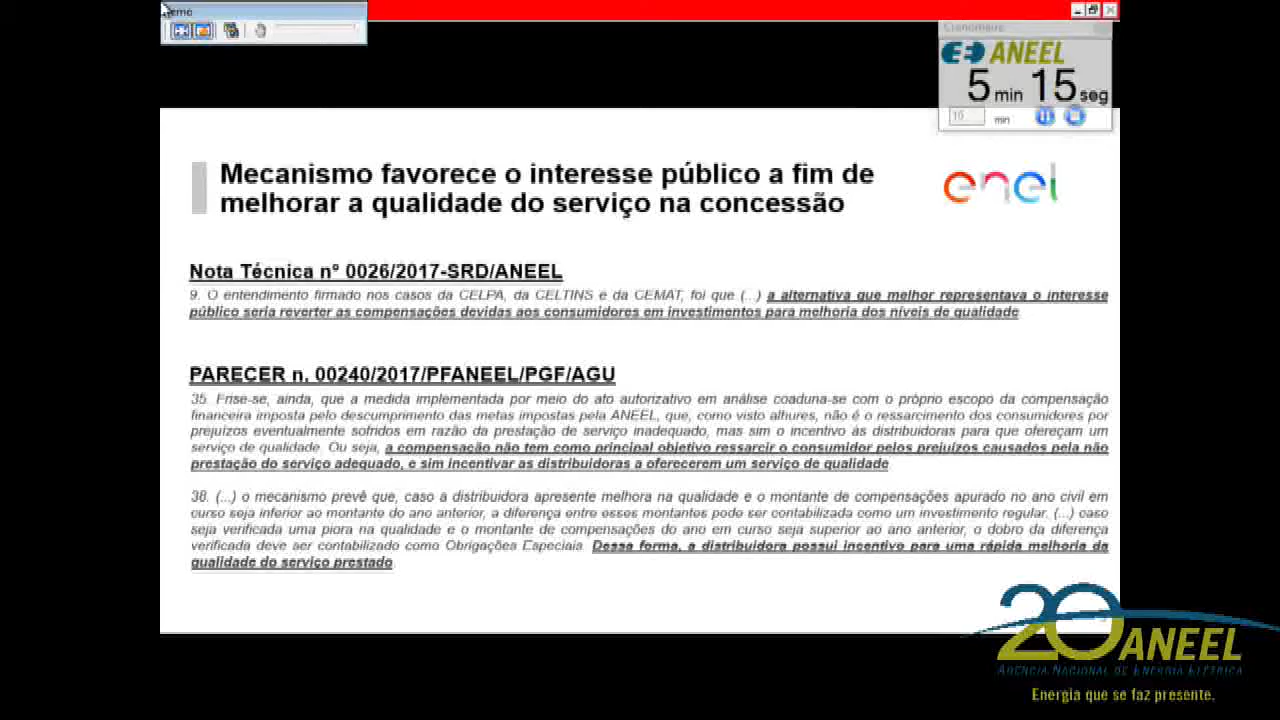 emo
Cronômetro
ANEEL
5 min 15 seg
10 min
Mecanismo favorece o interesse público a fim de
melhorar a qualidade do serviço na concessão
enel
Nota Técnica nº 0026/2017-SRD/ANEEL
9. O entendimento firmado nos casos da CELPA, da CELTINS e da CEMAT, foi que (...) a alternativa que melhor representava o interesse
público seria reverter as compensações devidas aos consumidores em investimentos para melhoria dos níveis de qualidade
PARECER n. 00240/2017/PFANEEL/PGF/AGU
35. Frise-se, ainda, que a medida implementada por meio do ato autorizativo em análise coaduna-se com o próprio escopo da compensação
financeira imposta pelo descumprimento das metas impostas pela ANEEL, que, como visto alhures, não é o ressarcimento dos consumidores por
prejuízos eventualmente sofridos em razão da prestação de serviço inadequado, mas sim o incentivo às distribuidoras para que ofereçam um
serviço de qualidade. Ou seja, a compensação não tem como principal objetivo ressarcir o consumidor pelos prejuízos causados pela não
prestação do serviço adequado, e sim incentivar as distribuidoras a oferecerem um serviço de qualidade
38. (...) o mecanismo prevê que, caso a distribuidora apresente melhora na qualidade e o montante de compensações apurado no ano civil em
curso seja inferior ao montante do ano anterior, a diferença entre esses montantes pode ser contabilizada como um investimento regular. (...) caso
seja verificada uma piora na qualidade e o montante de compensações do ano em curso seja superior ao ano anterior, o dobro da diferença
verificada deve ser contabilizado como Obrigações Especiais. Dessa forma, a distribuidora possui incentivo para uma rápida melhoria da
qualidade do serviço prestado.
20 ANEEL
AGÊNCIA NACIONAL DE ENERGIA ELÉTRICA
Energia que se faz presente.